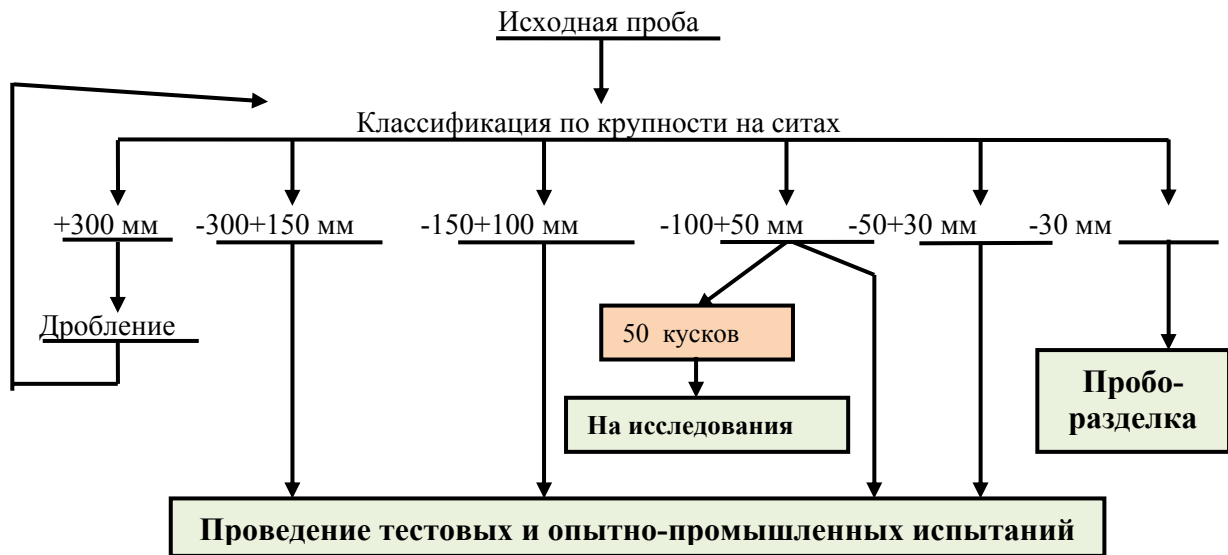 Исходная проба
Классификация по крупности на ситах
+300 мм -300+150 мм -150+100 мм -100+50 мм -50+30 мм -30 мм
Дробление
50 кусков
Пробо-
разделка
На исследования
Проведение тестовых и опытно-промышленных испытаний